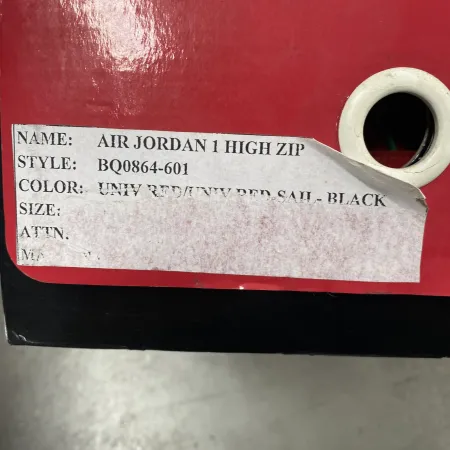 NAME: AIR JORDAN 1 HIGH ZIP
STYLE: BQ0864-601
COLOR: UNIV RED/UNIV RED-SAIL - BLACK
SIZE:
ATTN.